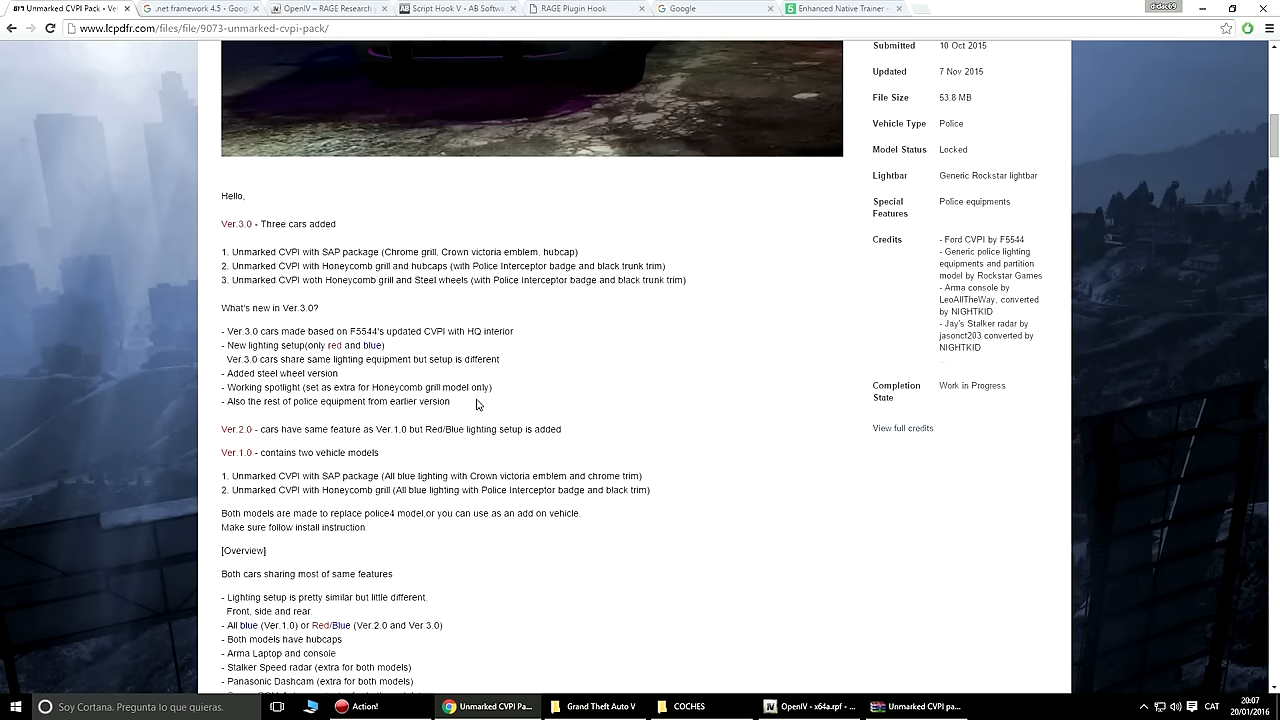 Unmarked CVPI Pack - Ve
.net framework 4.5 - Goog
OpenIV – RAGE Research p
Script Hook V - AB Softwa
RAGE Plugin Hook
Google
Enhanced Native Trainer -
didac69
www.lcpdfr.com/files/file/9073-unmarked-cvpi-pack/
Submitted 10 Oct 2015
Updated 7 Nov 2015
File Size 53.8 MB
Vehicle Type Police
Model Status Locked
Lightbar Generic Rockstar lightbar
Special Features Police equipments
Credits - Ford CVPI by F5544
- Generic police lighting
equipments and partition
model by Rockstar Games
- Arma console by
LeoAllTheWay, converted
by NIGHTKID
- Jay's Stalker radar by
jasonct203 converted by
NIGHTKID
Completion State Work in Progress
View full credits
Hello,
Ver.3.0 - Three cars added
1. Unmarked CVPI with SAP package (Chrome grill, Crown victoria emblem, hubcap)
2. Unmarked CVPI with Honeycomb grill and hubcaps (with Police Interceptor badge and black trunk trim)
3. Unmarked CVPI woth Honeycomb grill and Steel wheels (with Police Interceptor badge and black trunk trim)
What's new in Ver.3.0?
- Ver.3.0 cars made based on F5544's updated CVPI with HQ interior
- New lighting setup(only red and blue)
Ver.3.0 cars share same lighting equipment but setup is different
- Added steel wheel version
- Working spotlight (set as extra for Honeycomb grill model only)
- Also the rest of police equipment from earlier version
Ver.2.0 - cars have same feature as Ver.1.0 but Red/Blue lighting setup is added
Ver.1.0 - contains two vehicle models
1. Unmarked CVPI with SAP package (All blue lighting with Crown victoria emblem and chrome trim)
2. Unmarked CVPI with Honeycomb grill (All blue lighting with Police Interceptor badge and black trim)
Both models are made to replace police4 model,or you can use as an add on vehicle.
Make sure follow install instruction.
[Overview]
Both cars sharing most of same features
- Lighting setup is pretty similar but little different.
Front, side and rear.
- All blue (Ver.1.0) or Red/Blue (Ver.2.0 and Ver.3.0)
- Both models have hubcaps
- Arma Laptop and console
- Stalker Speed radar (extra for both models)
- Panasonic Dashcam (extra for both models)
Soy Cortana. Pregunta lo que quieras.
Action!
Unmarked CVPI Pa...
Grand Theft Auto V
COCHES
OpenIV - x64a.rpf - ...
Unmarked CVPI pa...
CAT
20:07
20/01/2016